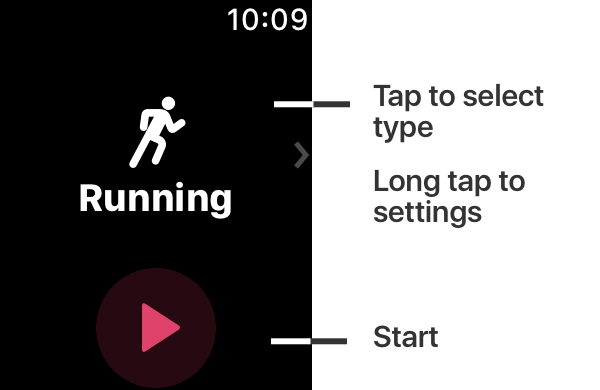 10:09
Tap to select
type
Long tap to
settings
Running
Start